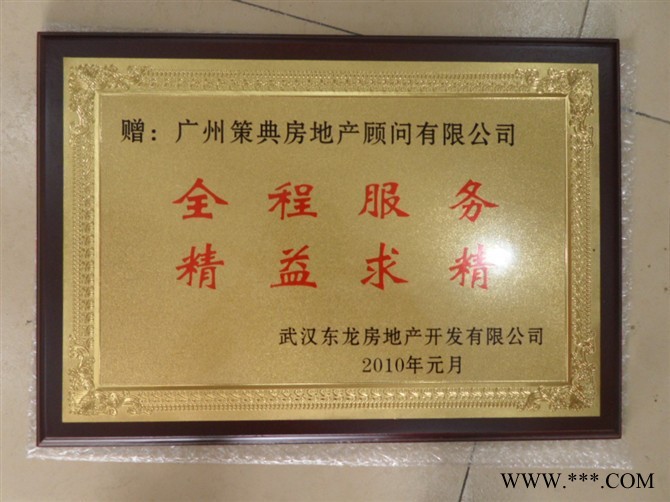 赠：广州策典房地产顾问有限公司
全程服务
精益求精
武汉东龙房地产开发有限公司
2010年元月
WWW.***.COM